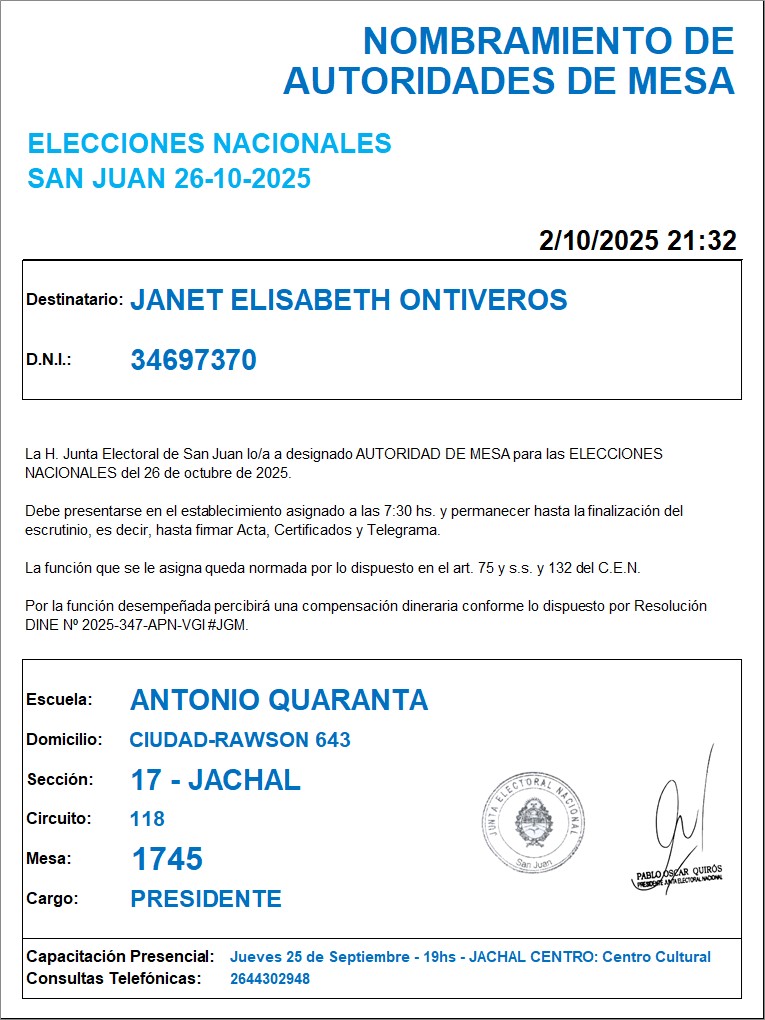 NOMBRAMIENTO DE
AUTORIDADES DE MESA
ELECCIONES NACIONALES
SAN JUAN 26-10-2025
2/10/2025 21:32
Destinatario: JANET ELISABETH ONTIVEROS
D.N.I.: 34697370
La H. Junta Electoral de San Juan lo/a a designado AUTORIDAD DE MESA para las ELECCIONES
NACIONALES del 26 de octubre de 2025.
Debe presentarse en el establecimiento asignado a las 7:30 hs. y permanecer hasta la finalización del
escrutinio, es decir, hasta firmar Acta, Certificados y Telegrama.
La función que se le asigna queda normada por lo dispuesto en el art. 75 y s.s. y 132 del C.E.N.
Por la función desempeñada percibirá una compensación dineraria conforme lo dispuesto por Resolución
DINE Nº 2025-347-APN-VGI#JGM.
Escuela: ANTONIO QUARANTA
Domicilio: CIUDAD-RAWSON 643
Sección: 17 - JACHAL
Circuito: 118
Mesa: 1745
Cargo: PRESIDENTE
JUNTA ELECTORAL NACIONAL
San Juan
PABLO OSCAR QUIRÓS
PRESIDENTE JUNTA ELECTORAL NACIONAL
Capacitación Presencial: Jueves 25 de Septiembre - 19hs - JACHAL CENTRO: Centro Cultural
Consultas Telefónicas: 2644302948